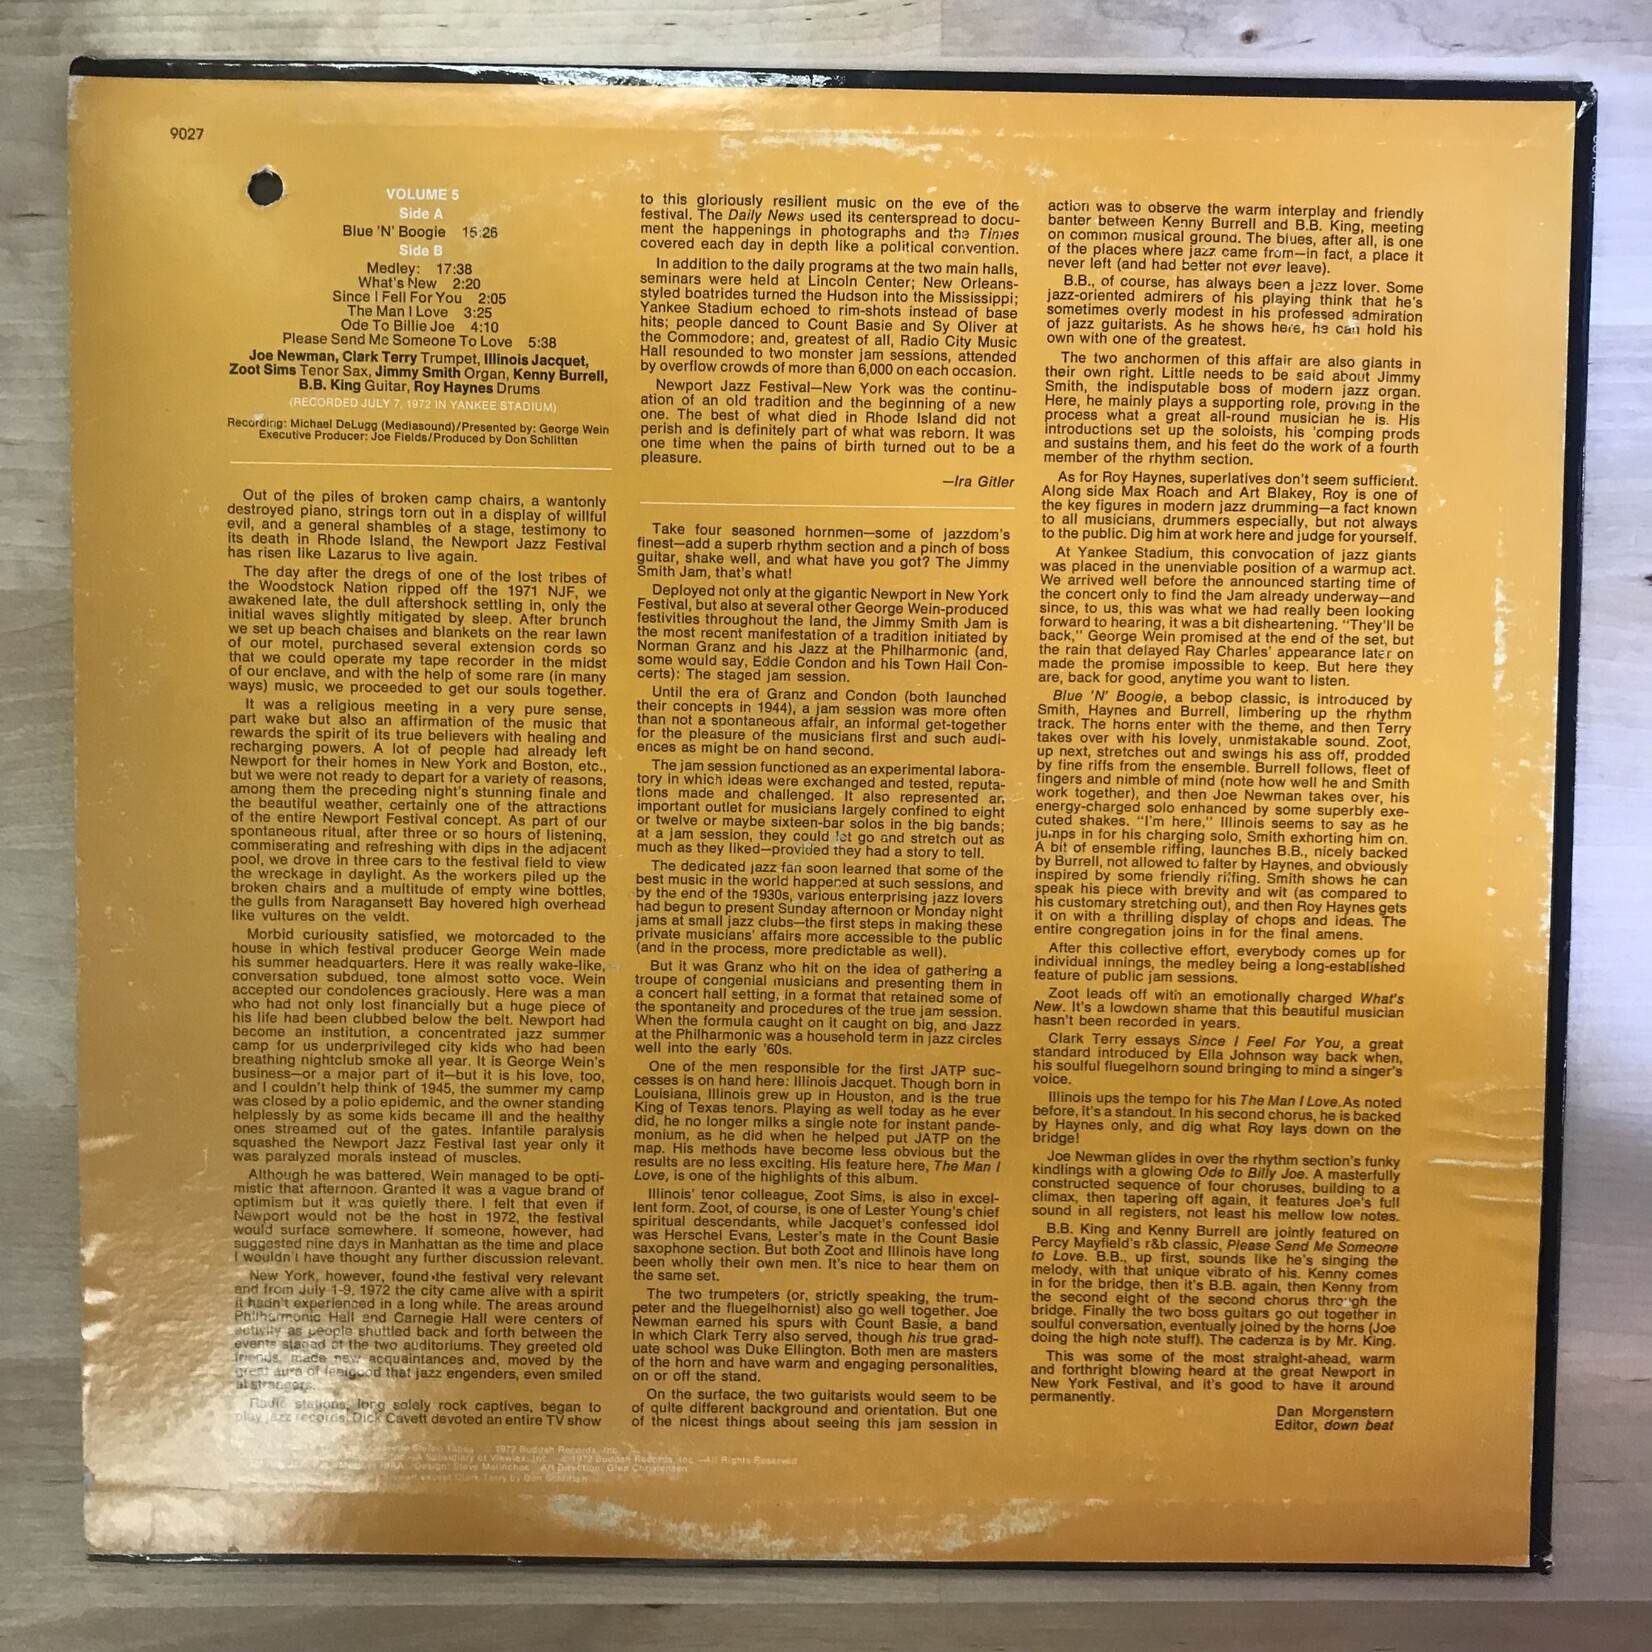 9027
VOLUME 5
Side A
Blue 'N' Boogie 15:26
Side B
Medley: 17:38
What's New 2:20
Since I Fell For You 2:05
The Man I Love 3:25
Ode To Billie Joe 4:10
Please Send Me Someone To Love 5:38
Joe Newman, Clark Terry Trumpet, Illinois Jacquet,
Zoot Sims Tenor Sax, Jimmy Smith Organ, Kenny Burrell,
B.B. King Guitar, Roy Haynes Drums
(RECORDED JULY 7, 1972 IN YANKEE STADIUM)
Recording: Michael DeLugg (Mediasound)/Presented by: George Wein
Executive Producer: Joe Fields/Produced by Don Schlitten
Out of the piles of broken camp chairs, a wantonly
destroyed piano, strings torn out in a display of willful
evil, and a general shambles of a stage, testimony to
its death in Rhode Island, the Newport Jazz Festival
has risen like Lazarus to live again.
The day after the dregs of one of the lost tribes of
the Woodstock Nation ripped off the 1971 NJF, we
awakened late, the dull aftershock settling in, only the
initial waves slightly mitigated by sleep. After brunch
we set up beach chaises and blankets on the rear lawn
of our motel, purchased several extension cords so
that we could operate my tape recorder in the midst
of our enclave, and with the help of some rare (in many
ways) music, we proceeded to get our souls together.
It was a religious meeting in a very pure sense,
part wake but also an affirmation of the music that
rewards the spirit of its true believers with healing and
recharging powers. A lot of people had already left
Newport for their homes in New York and Boston, etc.,
but we were not ready to depart for a variety of reasons,
among them the preceding night's stunning finale and
the beautiful weather, certainly one of the attractions
of the entire Newport Festival concept. As part of our
spontaneous ritual, after three or so hours of listening,
commiserating and refreshing with dips in the adjacent
pool, we drove in three cars to the festival field to view
the wreckage in daylight. As the workers piled up the
broken chairs and a multitude of empty wine bottles,
the gulls from Naragansett Bay hovered high overhead
like vultures on the veldt.
Morbid curiousity satisfied, we motorcaded to the
house in which festival producer George Wein made
his summer headquarters. Here it was really wake-like,
conversation subdued, tone almost sotto voce. Wein
accepted our condolences graciously. Here was a man
who had not only lost financially but a huge piece of
his life had been clubbed below the belt. Newport had
become an institution, a concentrated jazz summer
camp for us underprivileged city kids who had been
breathing nightclub smoke all year. It is George Wein's
business—or a major part of it—but it is his love, too,
and I couldn't help think of 1945, the summer my camp
was closed by a polio epidemic, and the owner standing
helplessly by as some kids became ill and the healthy
ones streamed out of the gates. Infantile paralysis
squashed the Newport Jazz Festival last year only it
was paralyzed morals instead of muscles.
Although he was battered, Wein managed to be opti-
mistic that afternoon. Granted it was a vague brand of
optimism but it was quietly there. I felt that even if
Newport would not be the host in 1972, the festival
would surface somewhere. If someone, however, had
suggested nine days in Manhattan as the time and place
I wouldn't have thought any further discussion relevant.
New York, however, found the festival very relevant
and from July 1-9, 1972 the city came alive with a spirit
it hadn't experienced in a long while. The areas around
Philharmonic Hall and Carnegie Hall were centers of
activity as people shuttled back and forth between the
events staged at the two auditoriums. They greeted old
friends, made new acquaintances and, moved by the
great aura of feelgood that jazz engenders, even smiled
at strangers.
Radio stations, long solely rock captives, began to
play jazz records. Dick Cavett devoted an entire TV show
to this gloriously resilient music on the eve of the
festival. The Daily News used its centerspread to docu-
ment the happenings in photographs and the Times
covered each day in depth like a political convention.
In addition to the daily programs at the two main halls,
seminars were held at Lincoln Center; New Orleans-
styled boatrides turned the Hudson into the Mississippi;
Yankee Stadium echoed to rim-shots instead of base
hits; people danced to Count Basie and Sy Oliver at
the Commodore; and, greatest of all, Radio City Music
Hall resounded to two monster jam sessions, attended
by overflow crowds of more than 6,000 on each occasion.
Newport Jazz Festival—New York was the continu-
ation of an old tradition and the beginning of a new
one. The best of what died in Rhode Island did not
perish and is definitely part of what was reborn. It was
one time when the pains of birth turned out to be a
pleasure.
—Ira Gitler
Take four seasoned hornmen—some of jazzdom's
finest—add a superb rhythm section and a pinch of boss
guitar, shake well, and what have you got? The Jimmy
Smith Jam, that's what!
Deployed not only at the gigantic Newport in New York
Festival, but also at several other George Wein-produced
festivities throughout the land, the Jimmy Smith Jam is
the most recent manifestation of a tradition initiated by
Norman Granz and his Jazz at the Philharmonic (and,
some would say, Eddie Condon and his Town Hall Con-
certs): The staged jam session.
Until the era of Granz and Condon (both launched
their concepts in 1944), a jam session was more often
than not a spontaneous affair, an informal get-together
for the pleasure of the musicians first and such audi-
ences as might be on hand second.
The jam session functioned as an experimental labora-
tory in which ideas were exchanged and tested, reputa-
tions made and challenged. It also represented an
important outlet for musicians largely confined to eight
or twelve or maybe sixteen-bar solos in the big bands;
at a jam session, they could let go and stretch out as
much as they liked—provided they had a story to tell.
The dedicated jazz fan soon learned that some of the
best music in the world happened at such sessions, and
by the end of the 1930s, various enterprising jazz lovers
had begun to present Sunday afternoon or Monday night
jams at small jazz clubs—the first steps in making these
private musicians' affairs more accessible to the public
(and in the process, more predictable as well).
But it was Granz who hit on the idea of gathering a
troupe of congenial musicians and presenting them in
a concert hall setting, in a format that retained some of
the spontaneity and procedures of the true jam session.
When the formula caught on it caught on big, and Jazz
at the Philharmonic was a household term in jazz circles
well into the early '60s.
One of the men responsible for the first JATP suc-
cesses is on hand here: Illinois Jacquet. Though born in
Louisiana, Illinois grew up in Houston, and is the true
King of Texas tenors. Playing as well today as he ever
did, he no longer milks a single note for instant pande-
monium, as he did when he helped put JATP on the
map. His methods have become less obvious but the
results are no less exciting. His feature here, The Man I
Love, is one of the highlights of this album.
Illinois' tenor colleague, Zoot Sims, is also in excel-
lent form. Zoot, of course, is one of Lester Young's chief
spiritual descendants, while Jacquet's confessed idol
was Herschel Evans, Lester's mate in the Count Basie
saxophone section. But both Zoot and Illinois have long
been wholly their own men. It's nice to hear them on
the same set.
The two trumpeters (or, strictly speaking, the trum-
peter and the fluegelhornist) also go well together. Joe
Newman earned his spurs with Count Basie, a band
in which Clark Terry also served, though his true grad-
uate school was Duke Ellington. Both men are masters
of the horn and have warm and engaging personalities,
on or off the stand.
On the surface, the two guitarists would seem to be
of quite different background and orientation. But one
of the nicest things about seeing this jam session in
action was to observe the warm interplay and friendly
banter between Kenny Burrell and B.B. King, meeting
on common musical ground. The blues, after all, is one
of the places where jazz came from—in fact, a place it
never left (and had better not ever leave).
B.B., of course, has always been a jazz lover. Some
jazz-oriented admirers of his playing think that he's
sometimes overly modest in his professed admiration
of jazz guitarists. As he shows here, he can hold his
own with one of the greatest.
The two anchormen of this affair are also giants in
their own right. Little needs to be said about Jimmy
Smith, the indisputable boss of modern jazz organ.
Here, he mainly plays a supporting role, proving in the
process what a great all-round musician he is. His
introductions set up the soloists, his 'comping prods
and sustains them, and his feet do the work of a fourth
member of the rhythm section.
As for Roy Haynes, superlatives don't seem sufficient.
Along side Max Roach and Art Blakey, Roy is one of
the key figures in modern jazz drumming—a fact known
to all musicians, drummers especially, but not always
to the public. Dig him at work here and judge for yourself.
At Yankee Stadium, this convocation of jazz giants
was placed in the unenviable position of a warmup act.
We arrived well before the announced starting time of
the concert only to find the Jam already underway—and
since, to us, this was what we had really been looking
forward to hearing, it was a bit disheartening. "They'll be
back," George Wein promised at the end of the set, but
the rain that delayed Ray Charles' appearance later on
made the promise impossible to keep. But here they
are, back for good, anytime you want to listen.
Blue 'N' Boogie, a bebop classic, is introduced by
Smith, Haynes and Burrell, limbering up the rhythm
track. The horns enter with the theme, and then Terry
takes over with his lovely, unmistakable sound. Zoot,
up next, stretches out and swings his ass off, prodded
by fine riffs from the ensemble. Burrell follows, fleet of
fingers and nimble of mind (note how well he and Smith
work together), and then Joe Newman takes over, his
energy-charged solo enhanced by some superbly exe-
cuted shakes. "I'm here," Illinois seems to say as he
jumps in for his charging solo, Smith exhorting him on.
A bit of ensemble riffing, launches B.B., nicely backed
by Burrell, not allowed to falter by Haynes, and obviously
inspired by some friendly riffing. Smith shows he can
speak his piece with brevity and wit (as compared to
his customary stretching out), and then Roy Haynes gets
it on with a thrilling display of chops and ideas. The
entire congregation joins in for the final amens.
After this collective effort, everybody comes up for
individual innings, the medley being a long-established
feature of public jam sessions.
Zoot leads off with an emotionally charged What's
New. It's a lowdown shame that this beautiful musician
hasn't been recorded in years.
Clark Terry essays Since I Feel For You, a great
standard introduced by Ella Johnson way back when,
his soulful fluegelhorn sound bringing to mind a singer's
voice.
Illinois ups the tempo for his The Man I Love.As noted
before, it's a standout. In his second chorus, he is backed
by Haynes only, and dig what Roy lays down on the
bridge!
Joe Newman glides in over the rhythm section's funky
kindlings with a glowing Ode to Billy Joe. A masterfully
constructed sequence of four choruses, building to a
climax, then tapering off again, it features Joe's full
sound in all registers, not least his mellow low notes.
B.B. King and Kenny Burrell are jointly featured on
Percy Mayfield's r&b classic, Please Send Me Someone
to Love. B.B., up first, sounds like he's singing the
melody, with that unique vibrato of his. Kenny comes
in for the bridge, then it's B.B. again, then Kenny from
the second eight of the second chorus through the
bridge. Finally the two boss guitars go out together in
soulful conversation, eventually joined by the horns (Joe
doing the high note stuff). The cadenza is by Mr. King.
This was some of the most straight-ahead, warm
and forthright blowing heard at the great Newport in
New York Festival, and it's good to have it around
permanently.
Dan Morgenstern
Editor, down beat
Stereo Tapes 1972 Buddah Records, Inc.
A Subsidiary of Viewlex, Inc. 1972 Buddah Records, Inc.—All Rights Reserved
Design: Steve Malinchoc Art Direction: Glen Christensen
except Clark Terry by Don Schlitten